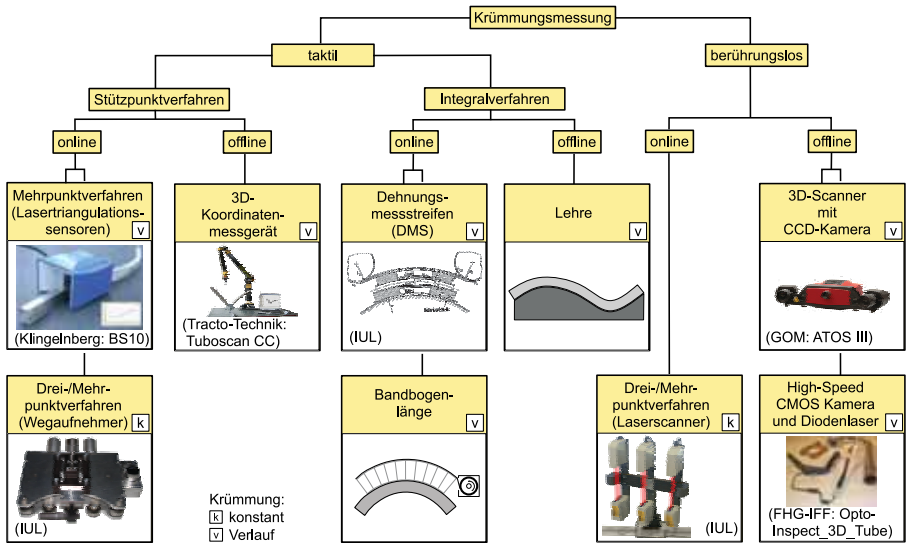 Krümmungsmessung
taktil
berührungslos
Stützpunktverfahren
Integralverfahren
online
offline
online
offline
online
offline
Mehrpunktverfahren
(Lasertriangulations-
sensoren)
v
(Klingelnberg: BS10)
3D-
Koordinaten-
messgerät
v
(Tracto-Technik:
Tuboscan CC)
Dehnungs-
messstreifen
(DMS)
v
(IUL)
Lehre
v
3D-Scanner
mit
CCD-Kamera
v
(GOM: ATOS III)
Drei-/Mehr-
punktverfahren
(Wegaufnehmer)
k
(IUL)
Bandbogen-
länge
v
Drei-/Mehr-
punktverfahren
(Laserscanner)
k
(IUL)
High-Speed
CMOS Kamera
und Diodenlaser
v
(FHG-IFF: Opto-
Inspect_3D_Tube)
Krümmung:
k konstant
v Verlauf